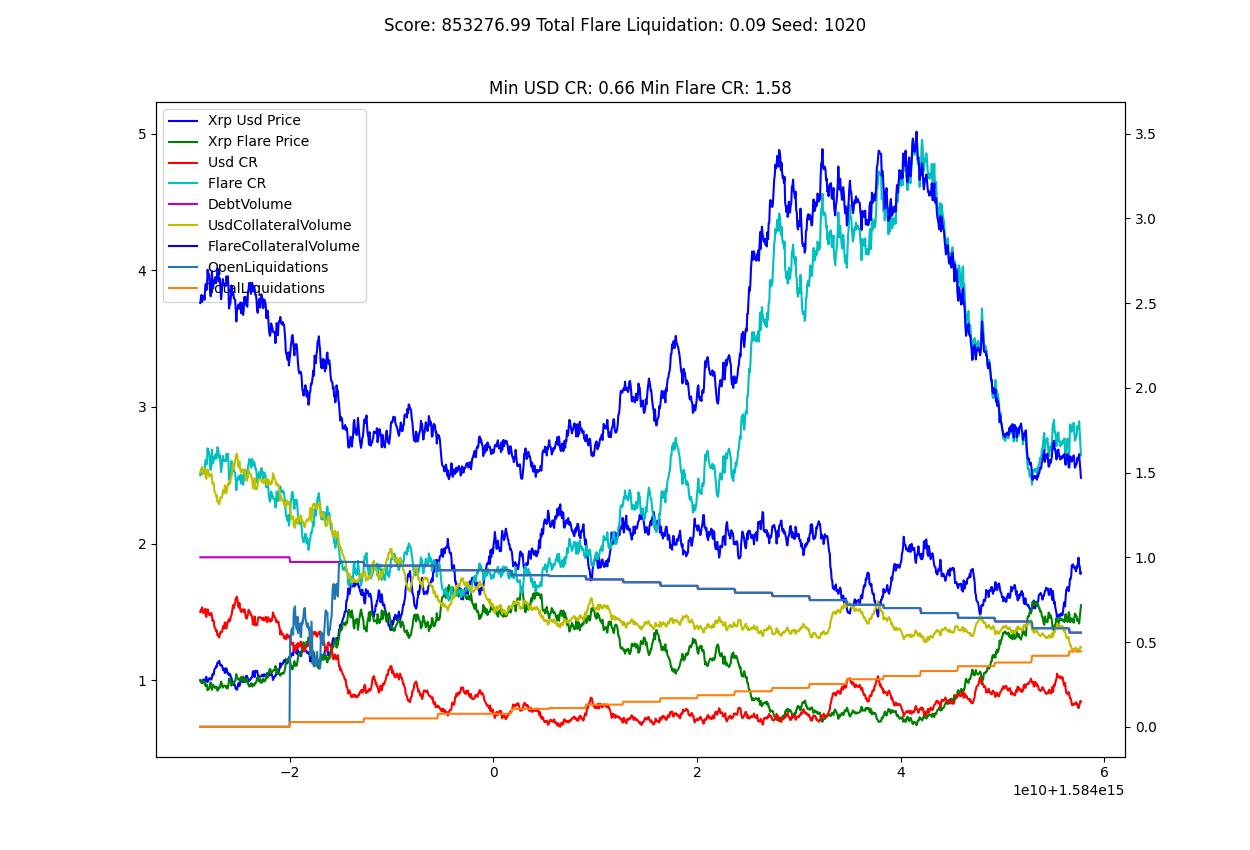 Score: 853276.99 Total Flare Liquidation: 0.09 Seed: 1020
Min USD CR: 0.66 Min Flare CR: 1.58
Xrp Usd Price
Xrp Flare Price
Usd CR
Flare CR
DebtVolume
UsdCollateralVolume
FlareCollateralVolume
OpenLiquidations
TotalLiquidations
5
4
3
2
1
3.5
3.0
2.5
2.0
1.5
1.0
0.5
0.0
−2 0 2 4 6
1e10+1.584e15